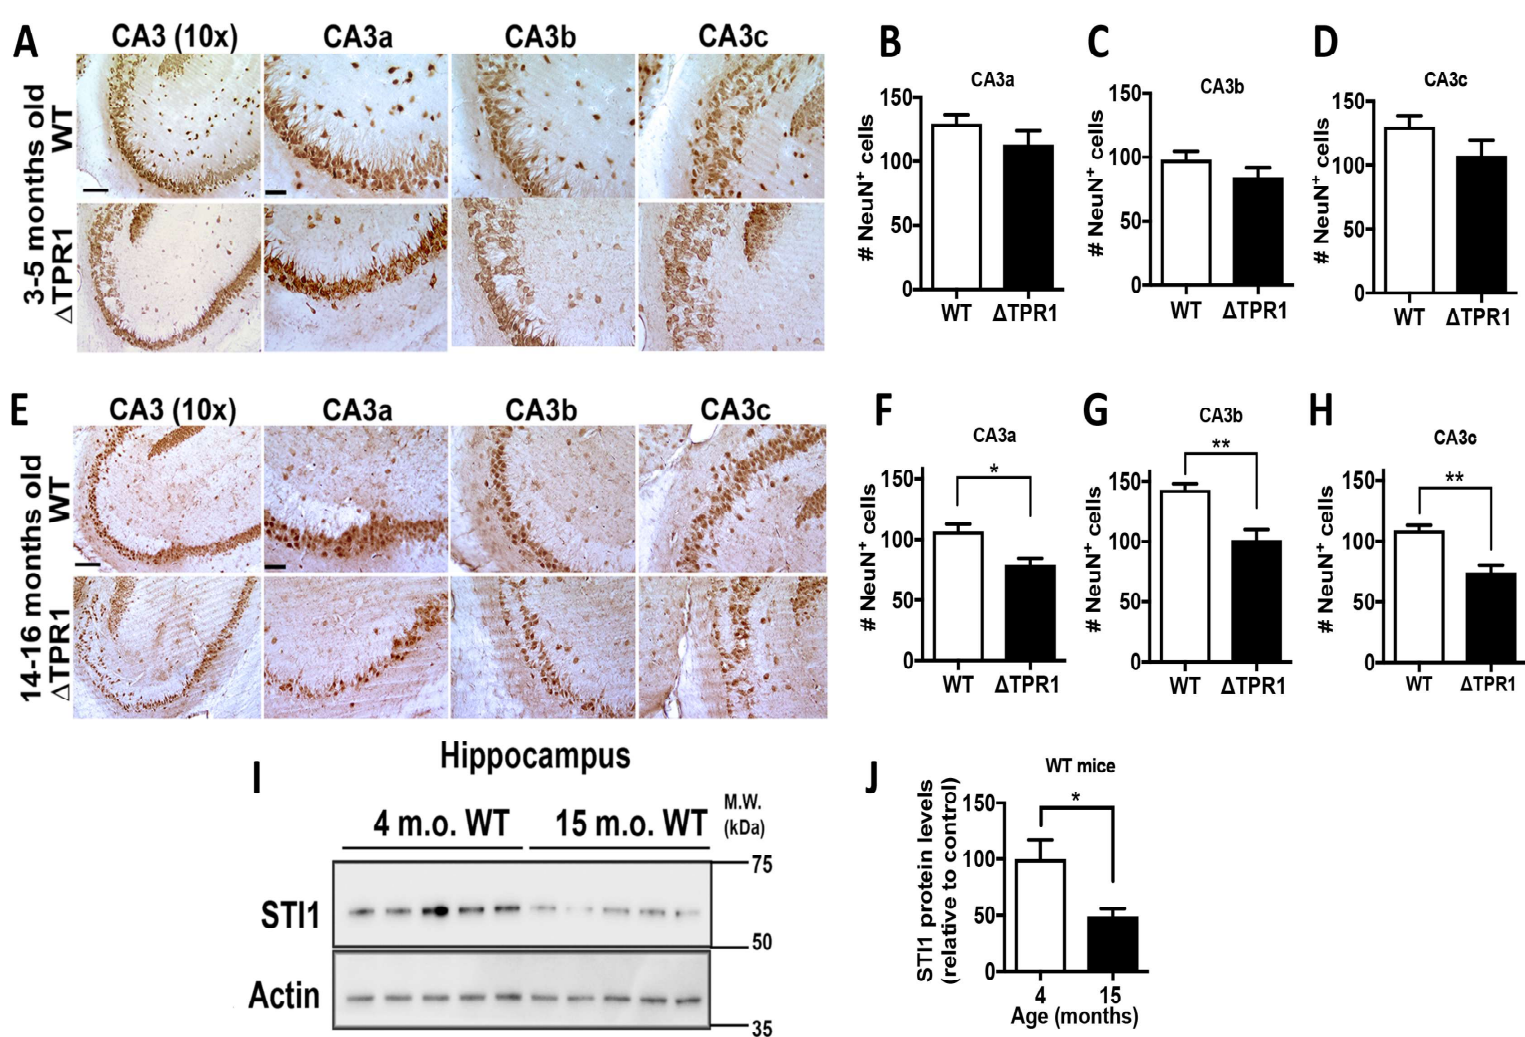 A
CA3 (10x)
CA3a
CA3b
CA3c
3-5 months old
WT
ΔTPR1
B
CA3a
# NeuN+ cells
150
100
50
0
WT
ΔTPR1
C
CA3b
# NeuN+ cells
150
100
50
0
WT
ΔTPR1
D
CA3c
# NeuN+ cells
150
100
50
0
WT
ΔTPR1
E
CA3 (10x)
CA3a
CA3b
CA3c
14-16 months old
WT
ΔTPR1
F
CA3a
*
# NeuN+ cells
150
100
50
0
WT
ΔTPR1
G
CA3b
**
# NeuN+ cells
150
100
50
0
WT
ΔTPR1
H
CA3c
**
# NeuN+ cells
150
100
50
0
WT
ΔTPR1
I
Hippocampus
4 m.o. WT
15 m.o. WT
M.W.
(kDa)
75
STI1
50
Actin
35
J
WT mice
*
STI1 protein levels
(relative to control)
150
100
50
0
4
15
Age (months)